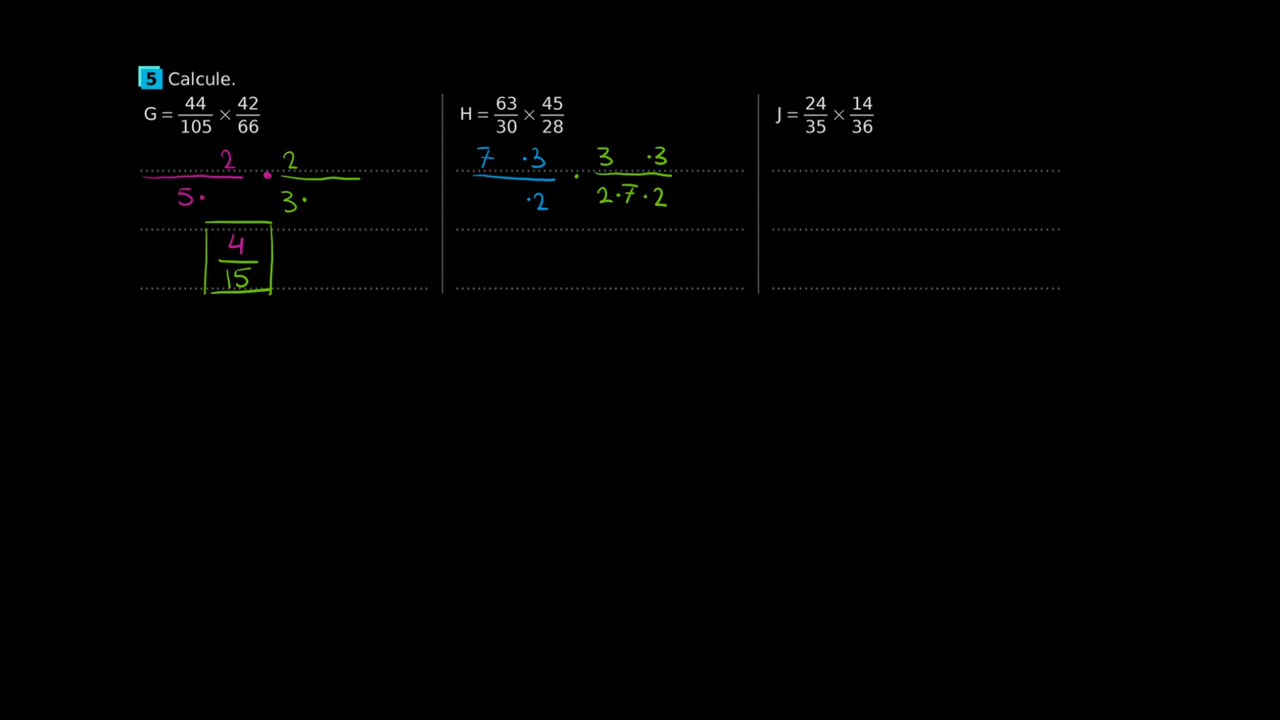 5 Calcule.
G = 44/105 × 42/66
2/5· · 2/3·
4/15
H = 63/30 × 45/28
7 ·3/·2 · 3 ·3/2·7·2
J = 24/35 × 14/36